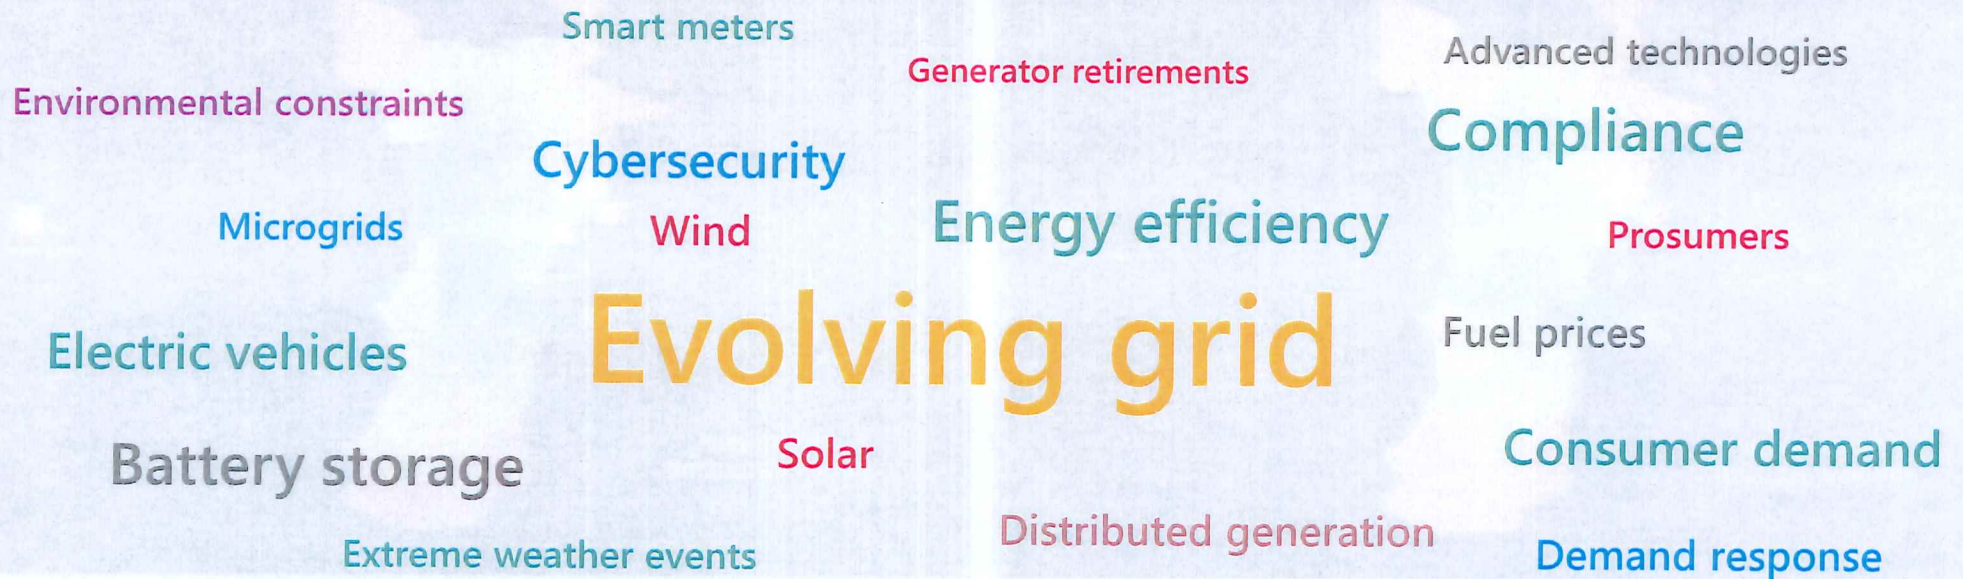 Smart meters
Generator retirements
Advanced technologies
Environmental constraints
Compliance
Cybersecurity
Microgrids
Wind
Energy efficiency
Prosumers
Evolving grid
Electric vehicles
Fuel prices
Battery storage
Solar
Consumer demand
Distributed generation
Extreme weather events
Demand response